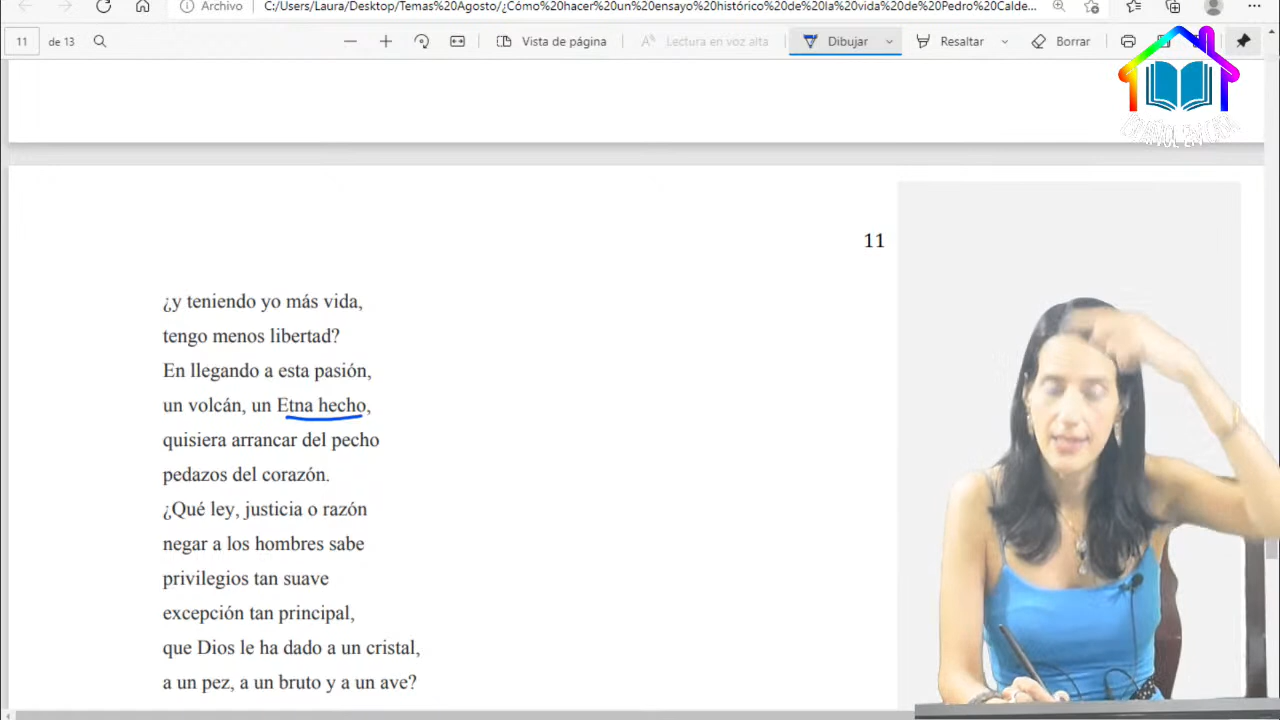 Archivo C:/Users/Laura/Desktop/Temas%20Agosto/¿Cómo%20hacer%20un%20ensayo%20histórico%20de%20la%20vida%20de%20Pedro%20Calde...
11 de 13 Vista de página Lectura en voz alta Dibujar Resaltar Borrar
11
¿y teniendo yo más vida,
tengo menos libertad?
En llegando a esta pasión,
un volcán, un Etna hecho,
quisiera arrancar del pecho
pedazos del corazón.
¿Qué ley, justicia o razón
negar a los hombres sabe
privilegios tan suave
excepción tan principal,
que Dios le ha dado a un cristal,
a un pez, a un bruto y a un ave?